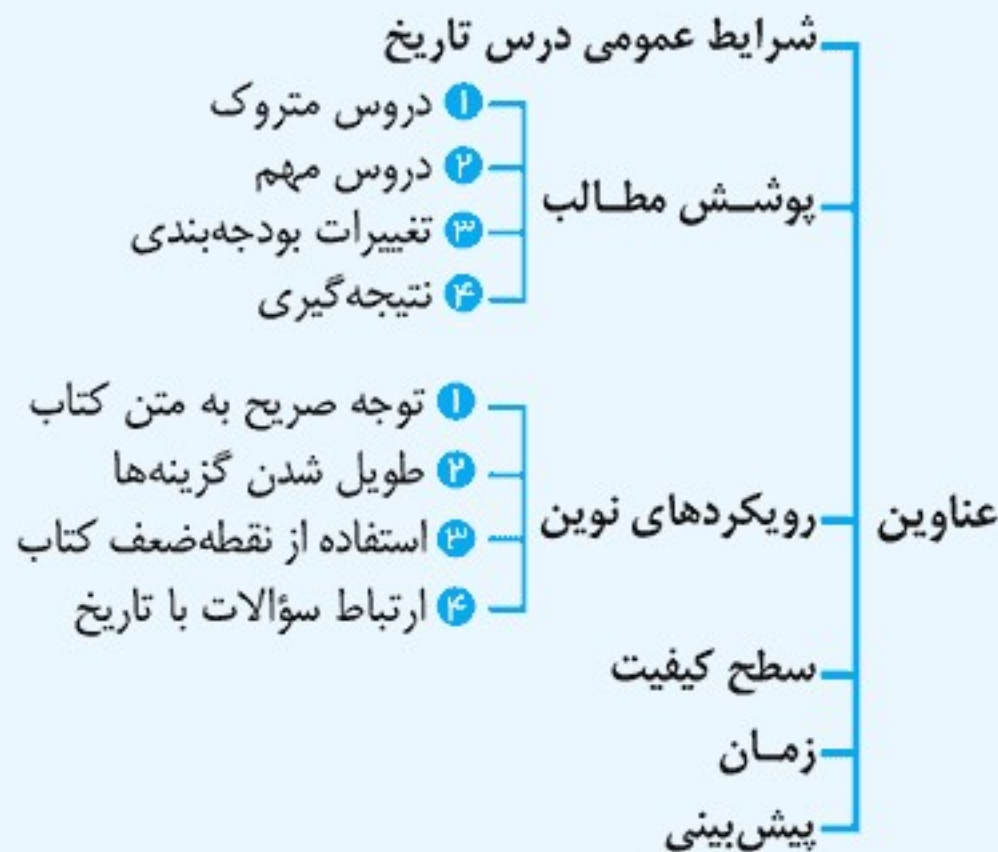 شرایط عمومی درس تاریخ
۱ دروس متروک
۲ دروس مهم
پوشش مطالب
۳ تغییرات بودجه‌بندی
۴ نتیجه‌گیری
۱ توجه صریح به متن کتاب
۲ طویل شدن گزینه‌ها
عناوین
رویکردهای نوین
۳ استفاده از نقطه‌ضعف کتاب
۴ ارتباط سؤالات با تاریخ
سطح کیفیت
زمان
پیش‌بینی